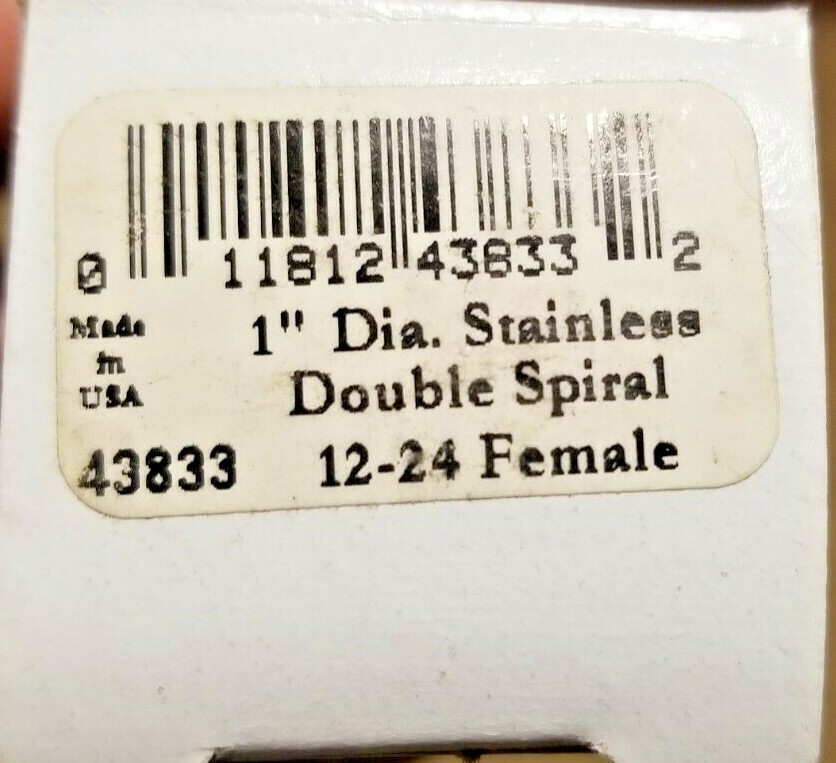 0 11812 43833 2
Made
in
USA
1" Dia. Stainless
Double Spiral
43833 12-24 Female